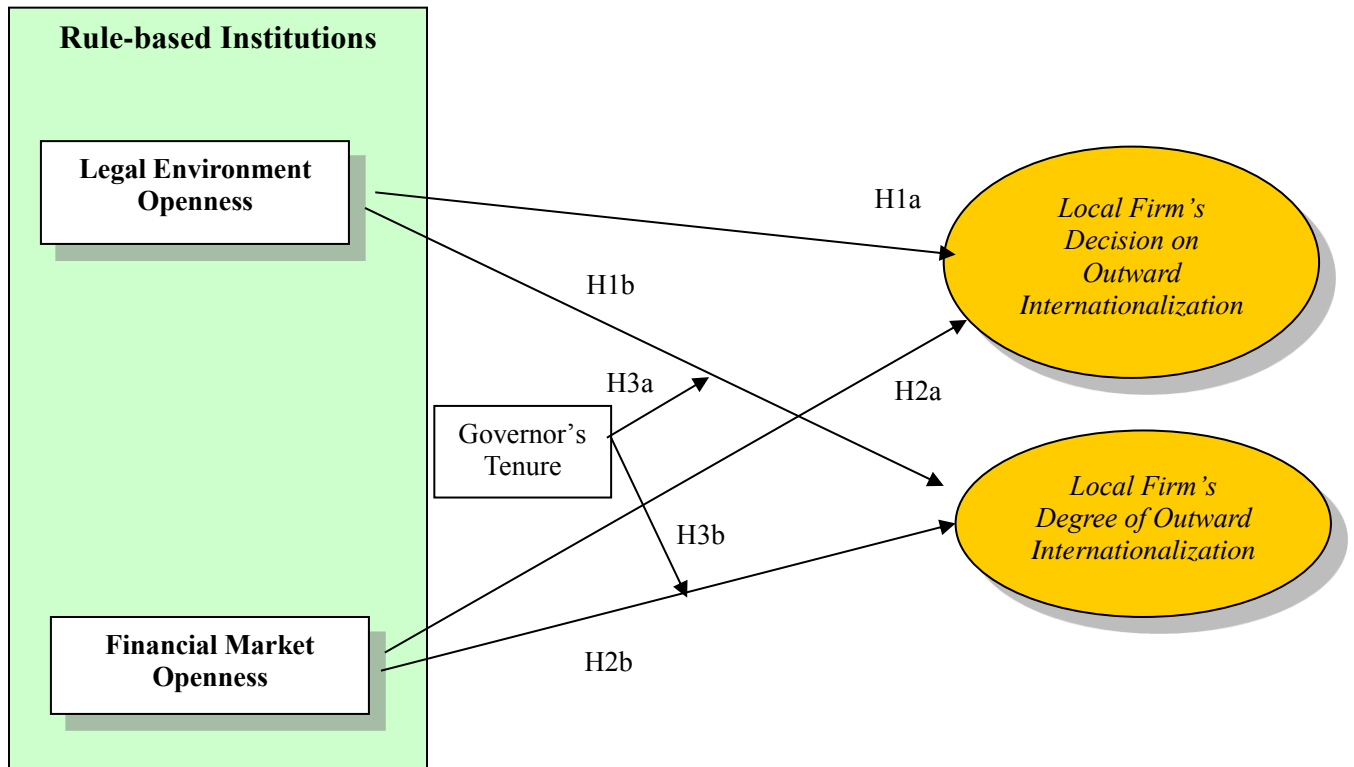 Rule-based Institutions
Legal Environment
Openness
H1a
Local Firm's
Decision on
Outward
Internationalization
H1b
H3a
H2a
Governor's
Tenure
Local Firm's
Degree of Outward
Internationalization
H3b
Financial Market
Openness
H2b